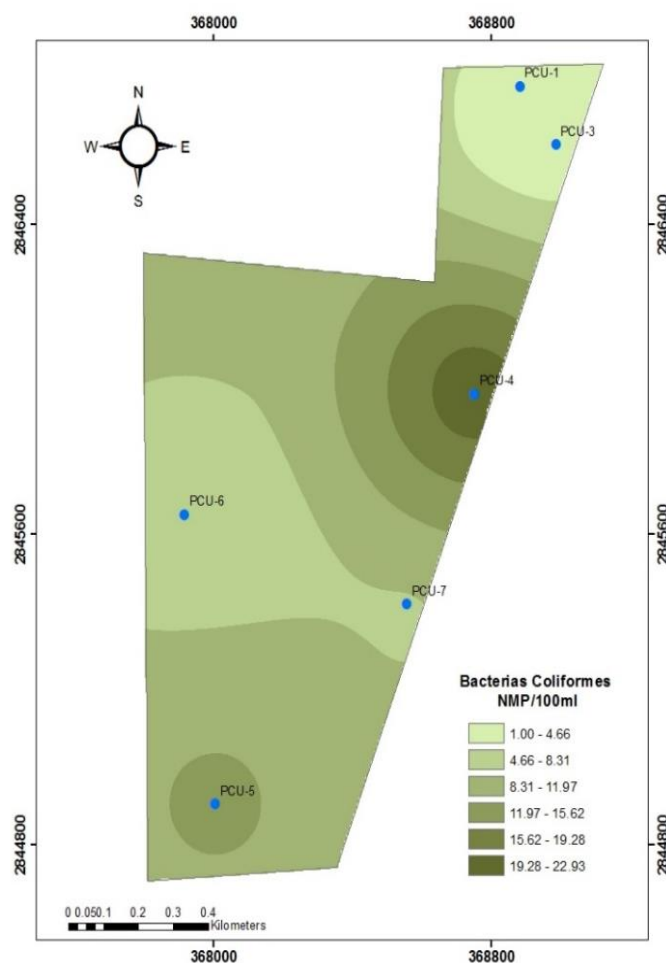 368000
368800
PCU-1
N
W
E
S
PCU-3
2846400
2846400
PCU-4
PCU-6
2845600
2845600
PCU-7
Bacterias Coliformes
NMP/100ml
1.00 - 4.66
4.66 - 8.31
8.31 - 11.97
11.97 - 15.62
15.62 - 19.28
19.28 - 22.93
PCU-5
2844800
2844800
0 0.050.1 0.2 0.3 0.4
Kilometers
368000
368800